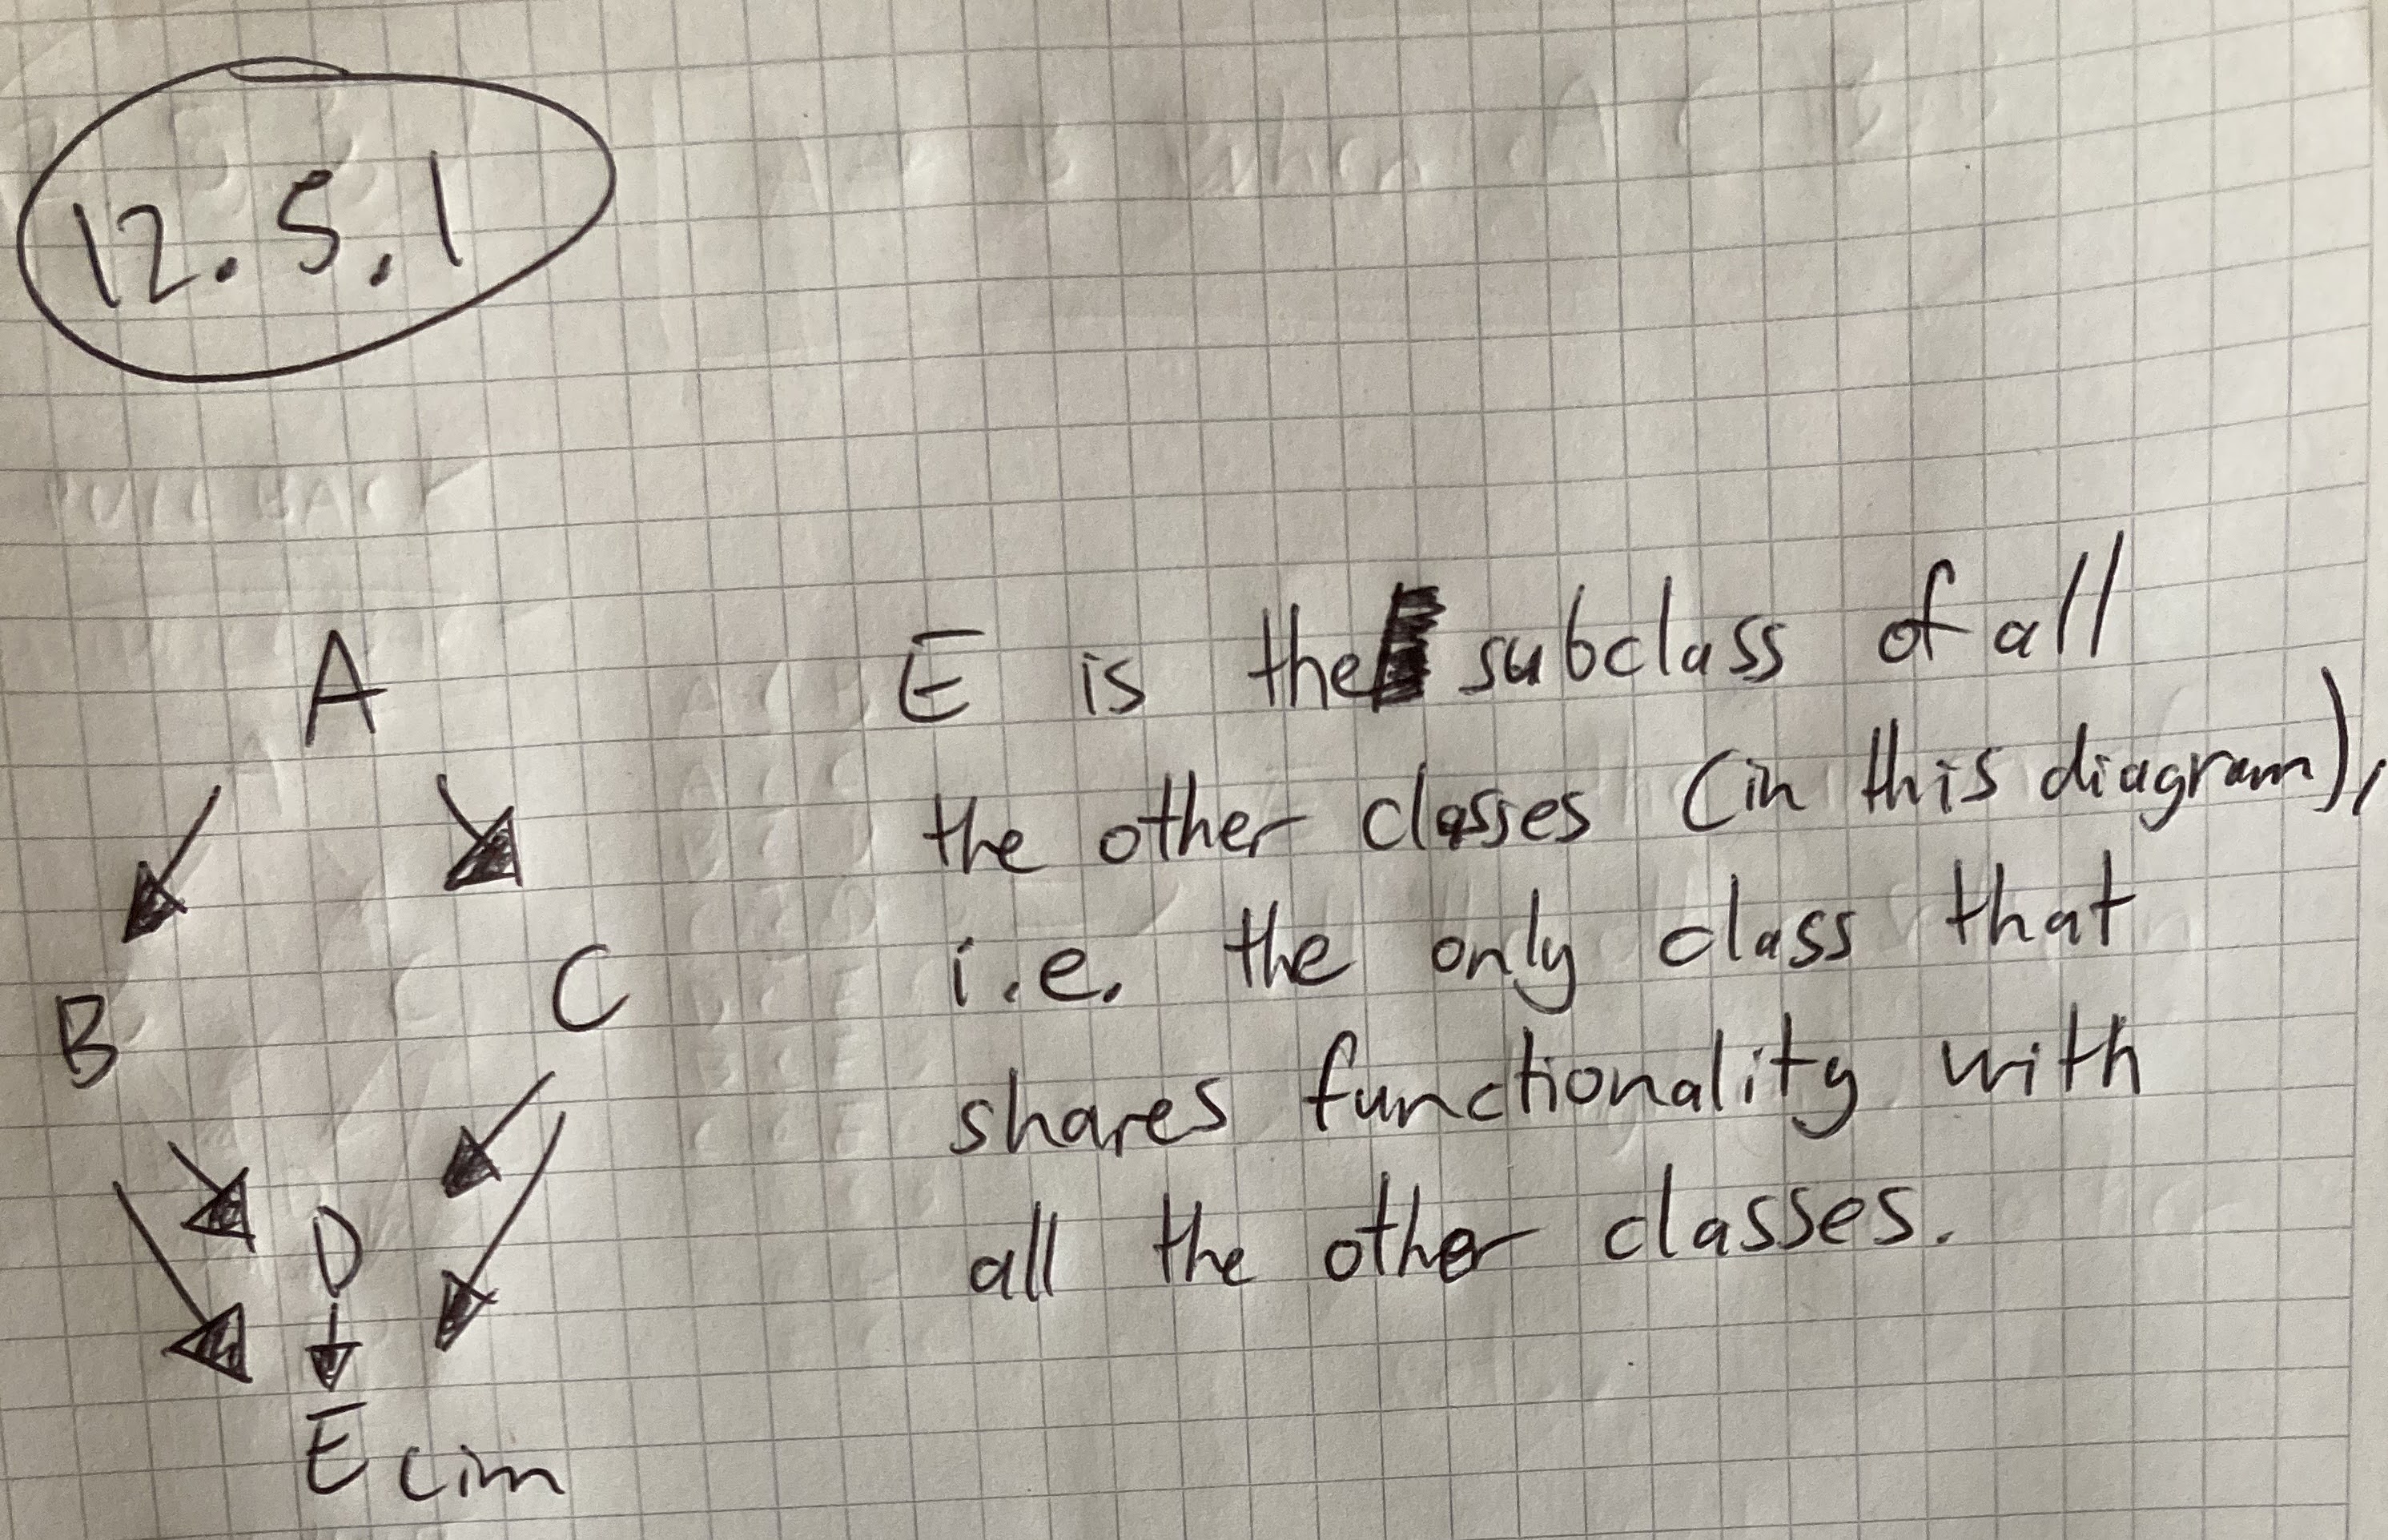 12.5.1
A
B
C
D
E lim
E is the subclass of all
the other classes (in this diagram),
i.e. the only class that
shares functionality with
all the other classes.